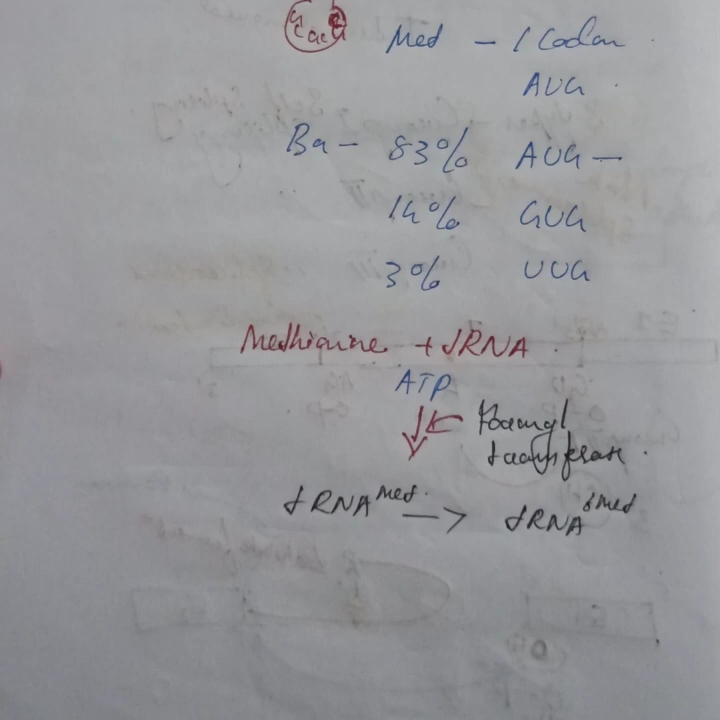 Med - 1 Codon
AUG
Ba - 83% AUG -
14% GUG
3% UUG
Methionine + tRNA
ATP
Formyl
transferase.
tRNA Met. -> tRNA fMet